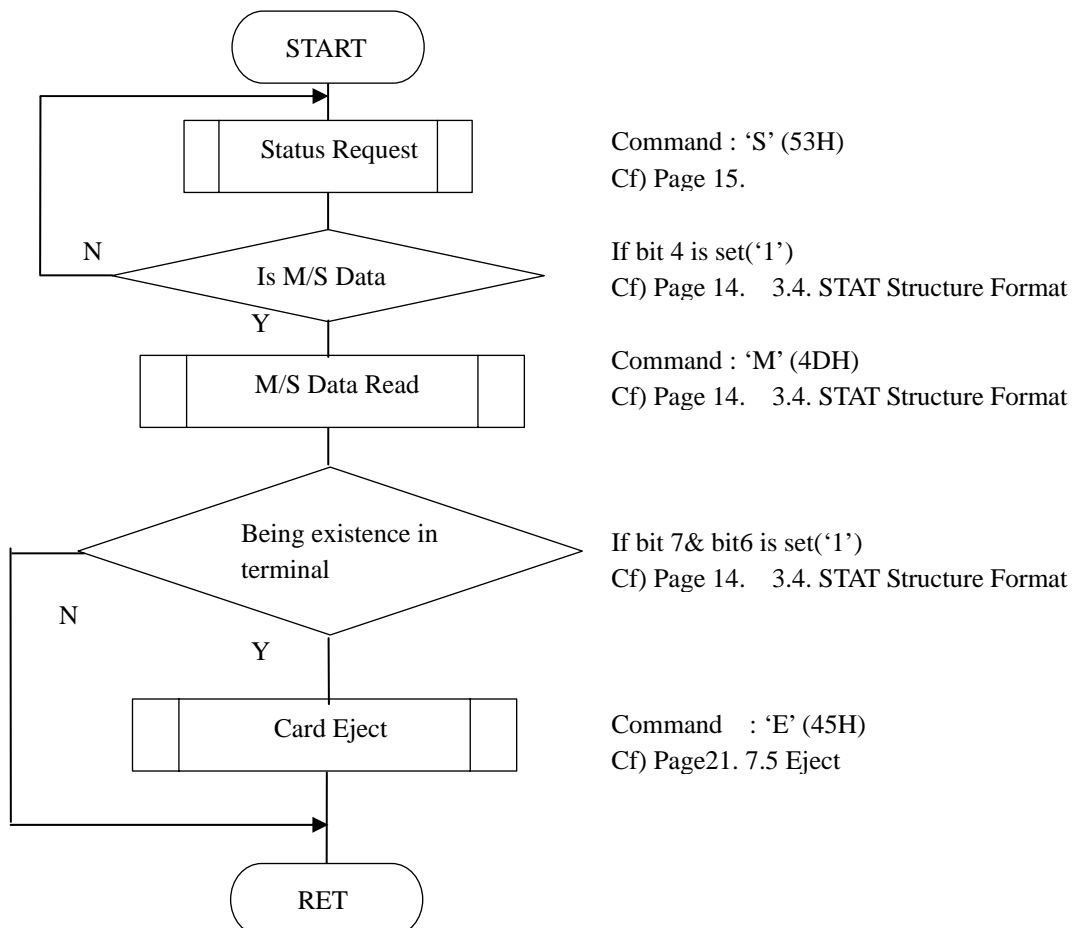 START
Status Request
Command : ‘S’ (53H)
Cf) Page 15.
N
Is M/S Data
If bit 4 is set(‘1’)
Cf) Page 14. 3.4. STAT Structure Format
Y
M/S Data Read
Command : ‘M’ (4DH)
Cf) Page 14. 3.4. STAT Structure Format
Being existence in
terminal
If bit 7& bit6 is set(‘1’)
Cf) Page 14. 3.4. STAT Structure Format
N
Y
Card Eject
Command : ‘E’ (45H)
Cf) Page21. 7.5 Eject
RET